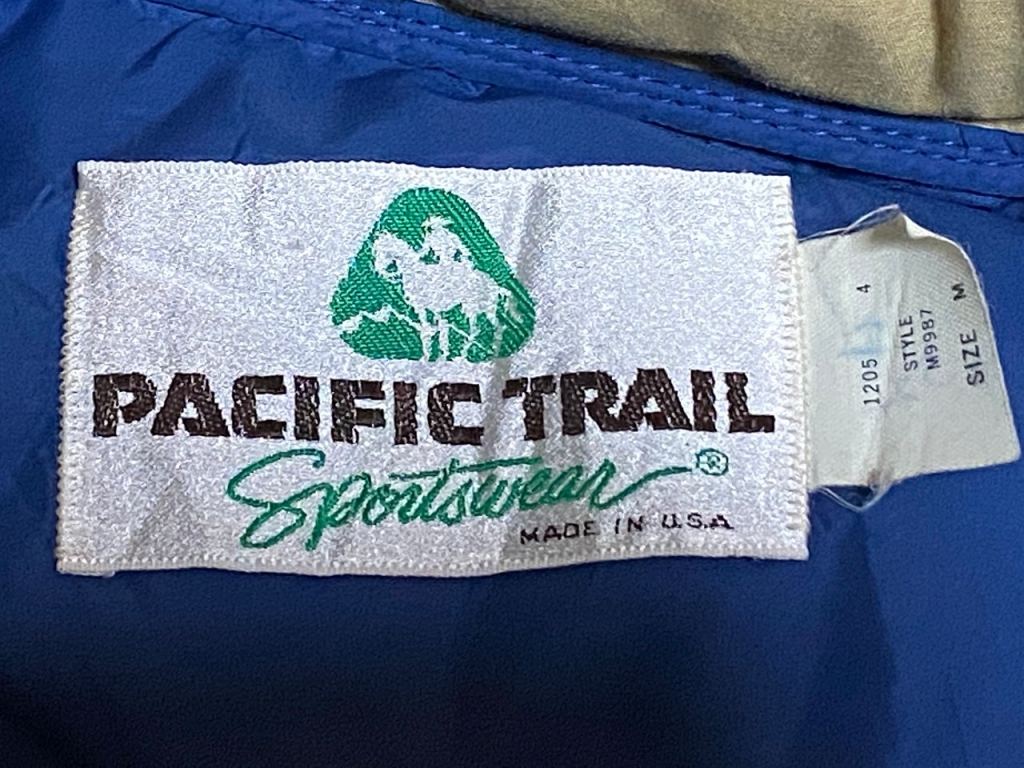 PACIFIC TRAIL
Sportswear ®
MADE IN U.S.A
1205 4
STYLE
M9987
SIZE M